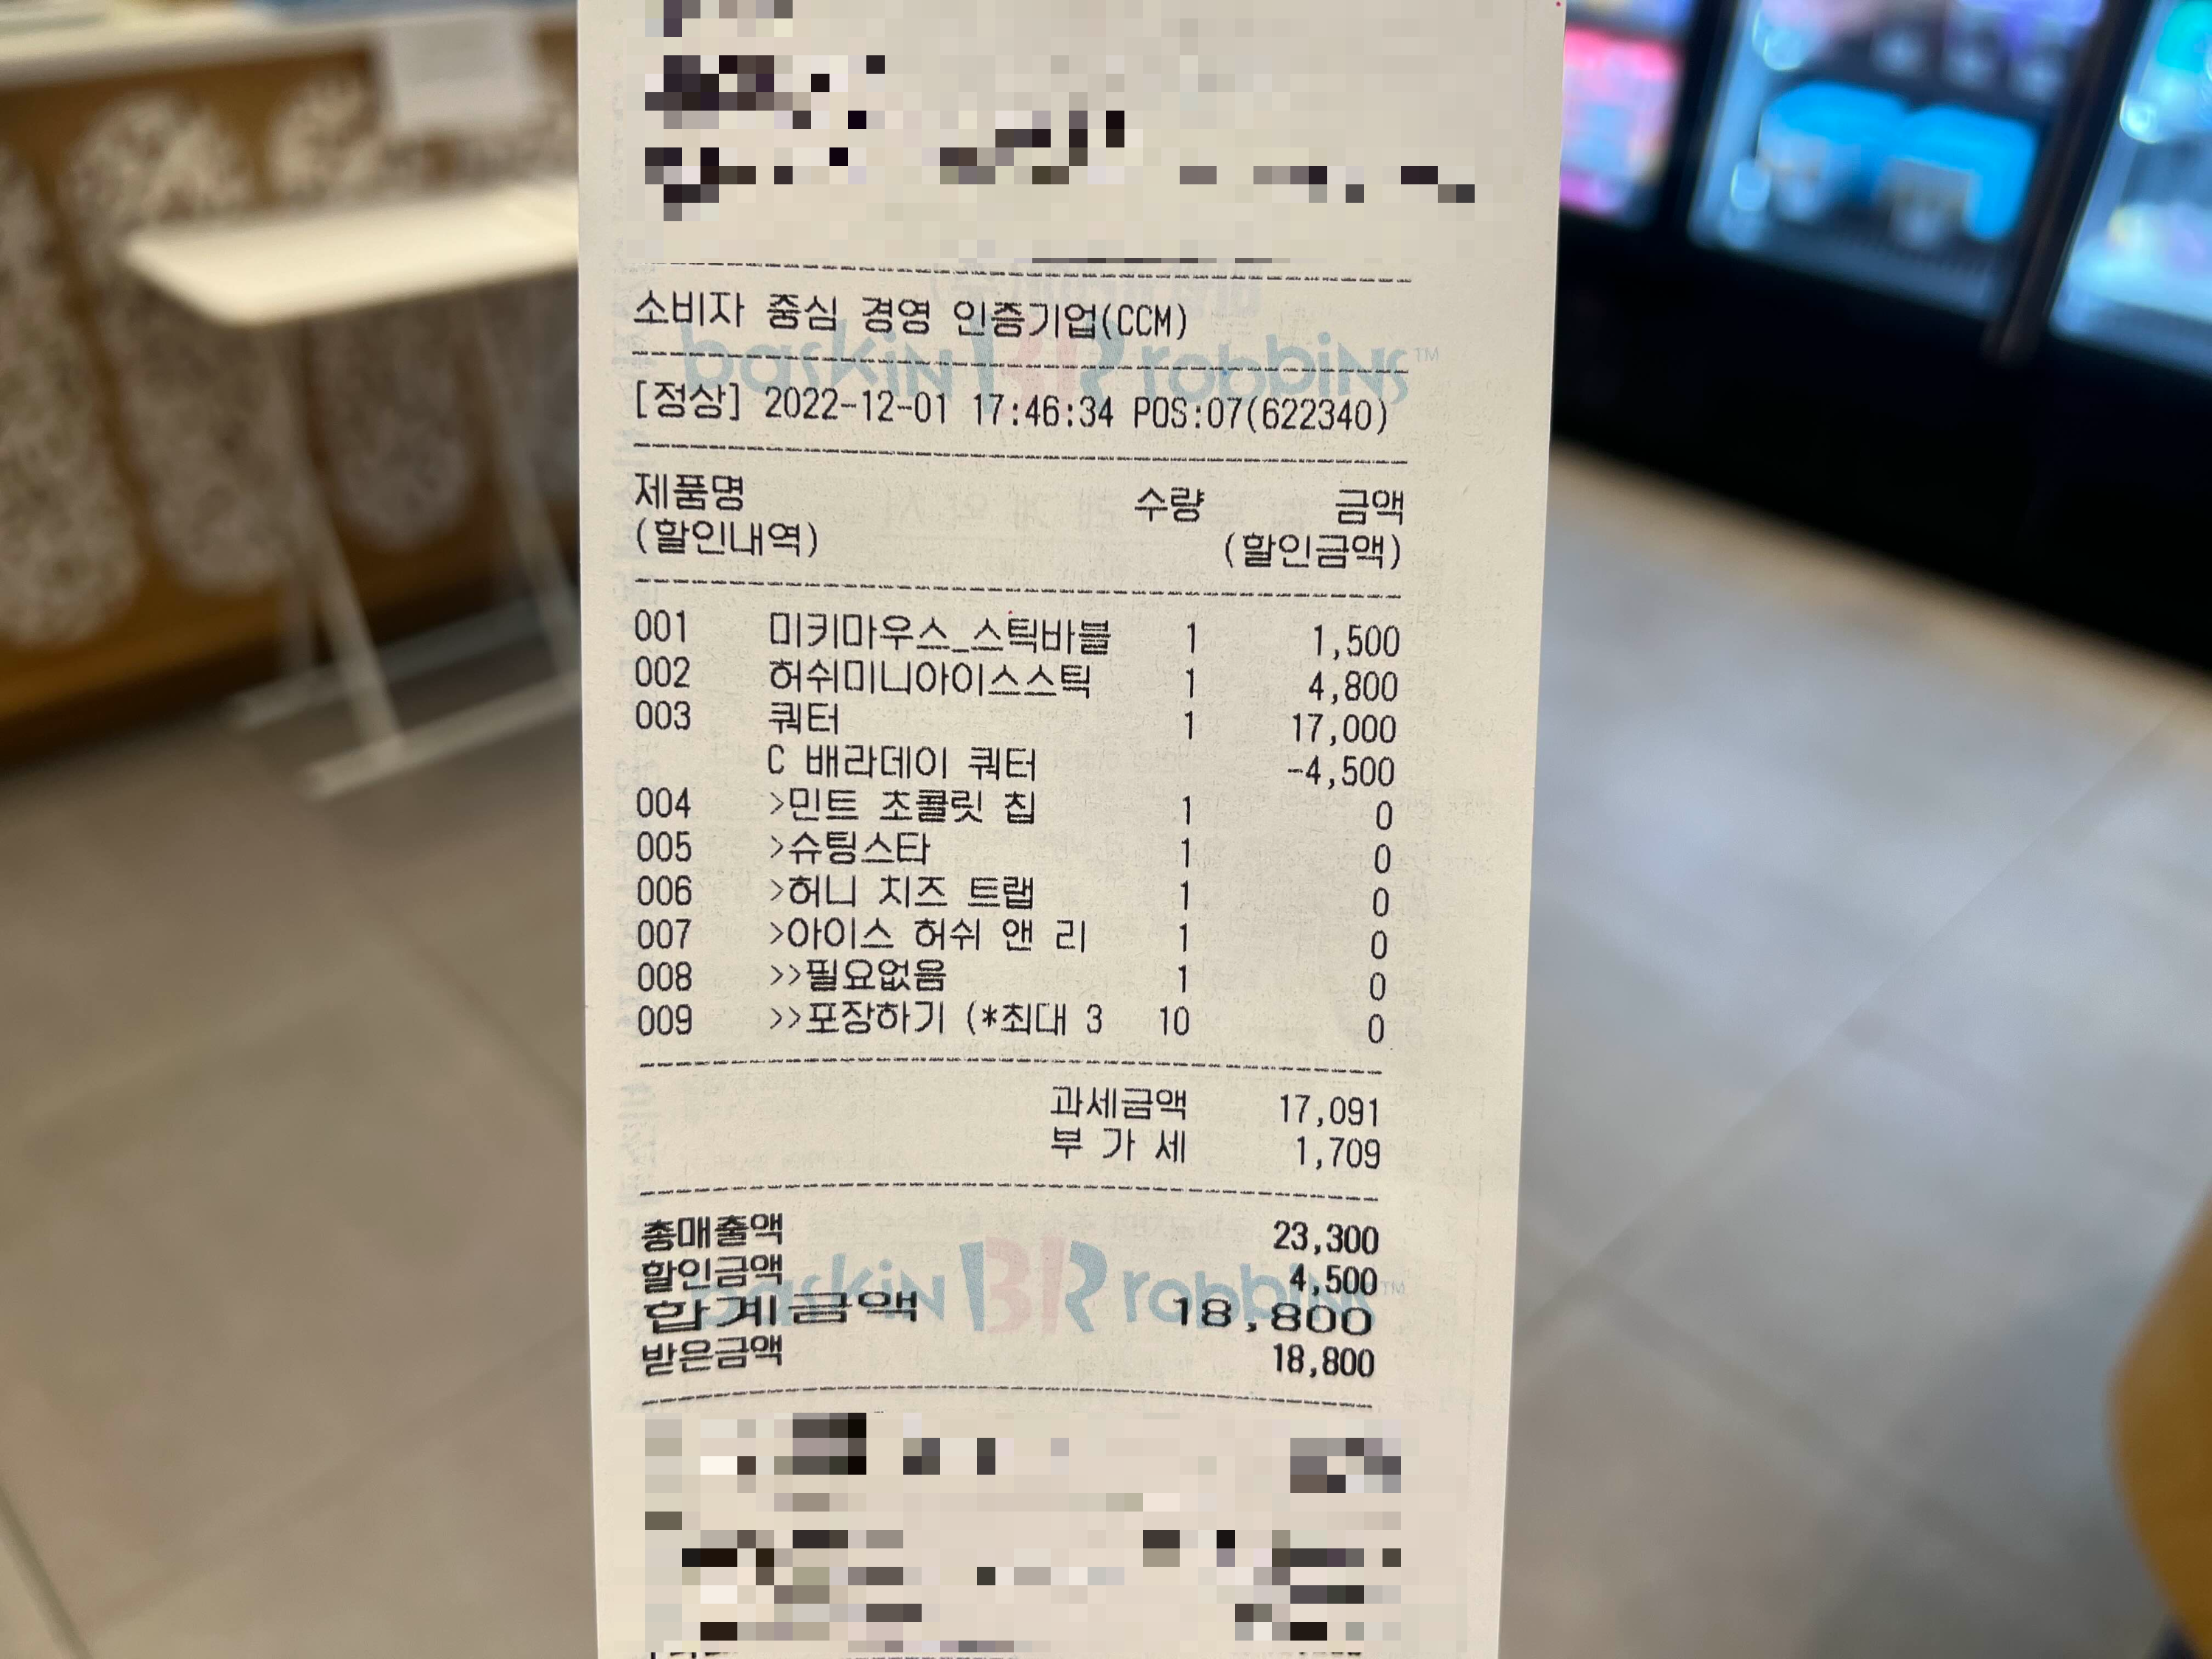 소비자 중심 경영 인증기업(CCM)
baskin BR robbins™
[정상] 2022-12-01 17:46:34 POS:07(622340)
제품명 수량 금액
(할인내역) (할인금액)
001 미키마우스_스틱바블 1 1,500
002 허쉬미니아이스스틱 1 4,800
003 쿼터 1 17,000
C 배라데이 쿼터 -4,500
004 >민트 초콜릿 칩 1 0
005 >슈팅스타 1 0
006 >허니 치즈 트랩 1 0
007 >아이스 허쉬 앤 리 1 0
008 >>필요없음 1 0
009 >>포장하기 (*최대 3 10 0
과세금액 17,091
부 가 세 1,709
총매출액 23,300
할인금액 4,500
baskin BR robbins™
합계금액 18,800
받은금액 18,800